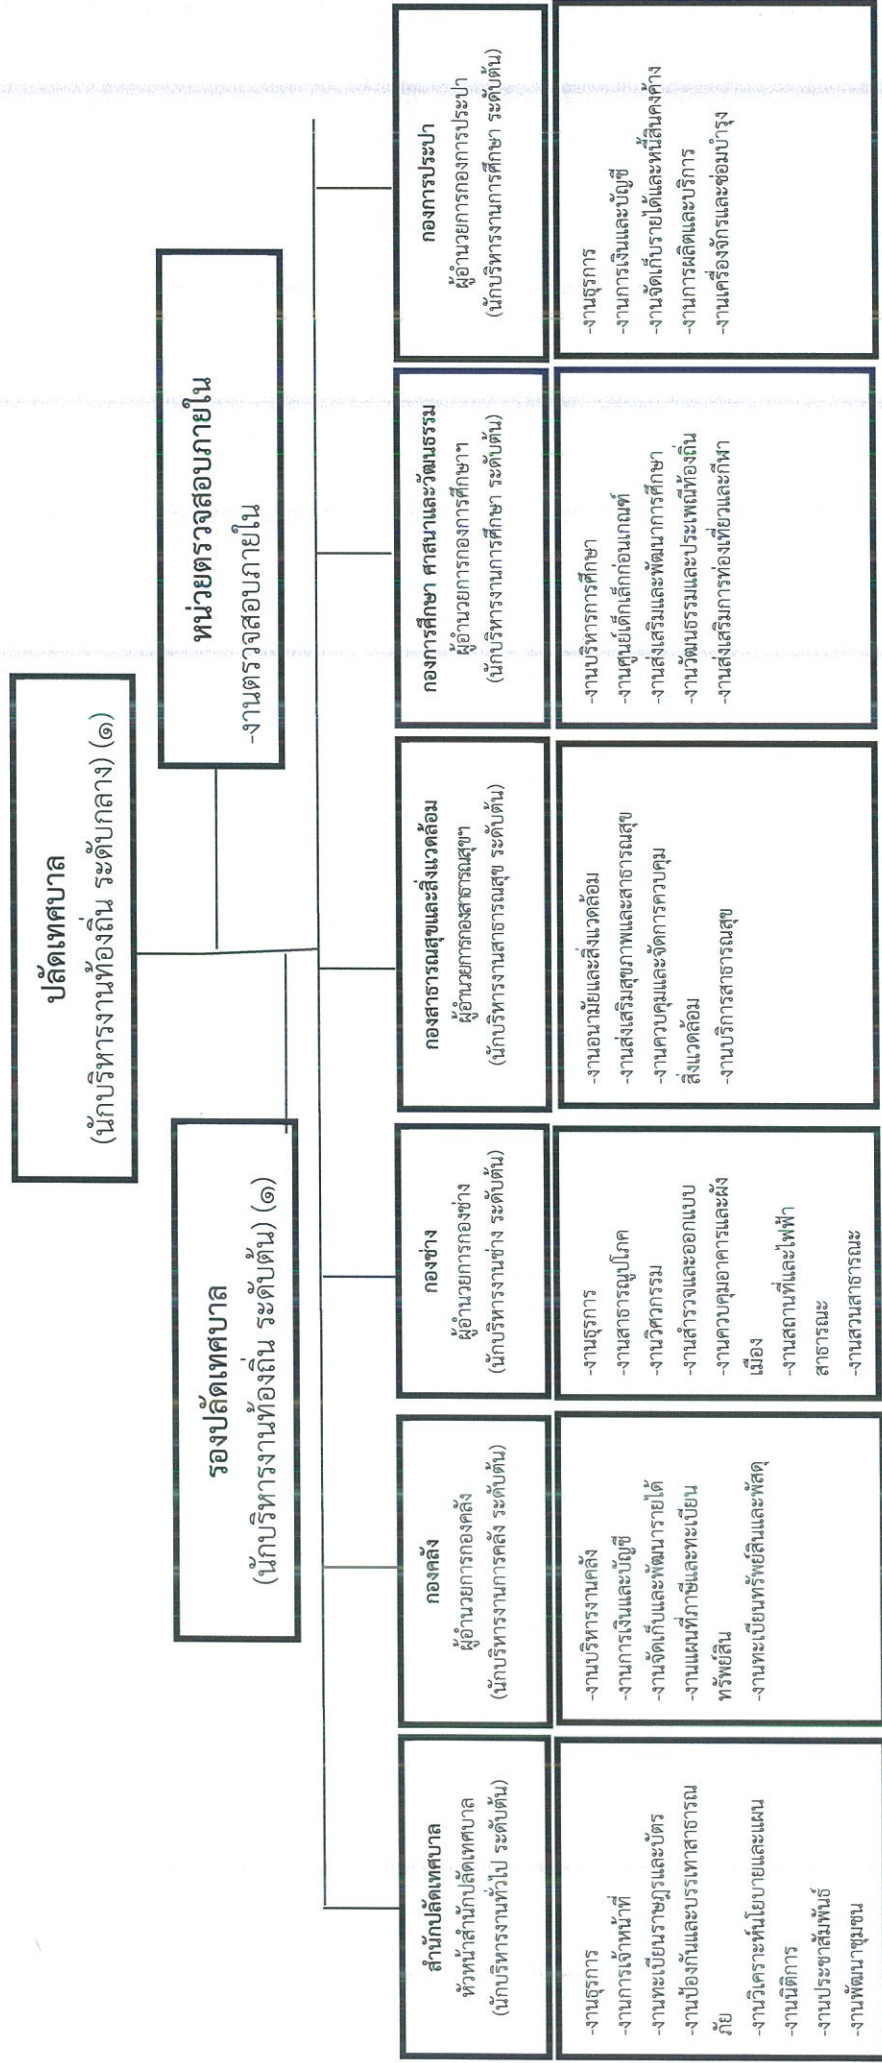 ปลัดเทศบาล
(นักบริหารงานท้องถิ่น ระดับกลาง) (๑)
หน่วยตรวจสอบภายใน
-งานตรวจสอบภายใน
รองปลัดเทศบาล
(นักบริหารงานท้องถิ่น ระดับต้น) (๑)
สำนักปลัดเทศบาล
หัวหน้าสำนักปลัดเทศบาล
(นักบริหารงานทั่วไป ระดับต้น)
-งานธุรการ
-งานการเจ้าหน้าที่
-งานทะเบียนราษฎรและบัตร
-งานป้องกันและบรรเทาสาธารณ
ภัย
-งานวิเคราะห์นโยบายและแผน
-งานนิติการ
-งานประชาสัมพันธ์
-งานพัฒนาชุมชน
กองคลัง
ผู้อำนวยการกองคลัง
(นักบริหารงานการคลัง ระดับต้น)
-งานบริหารงานคลัง
-งานการเงินและบัญชี
-งานจัดเก็บและพัฒนารายได้
-งานแผนที่ภาษีและทะเบียน
ทรัพย์สิน
-งานทะเบียนทรัพย์สินและพัสดุ
กองช่าง
ผู้อำนวยการกองช่าง
(นักบริหารงานช่าง ระดับต้น)
-งานธุรการ
-งานสาธารณูปโภค
-งานวิศวกรรม
-งานสำรวจและออกแบบ
-งานควบคุมอาคารและผัง
เมือง
-งานสถานที่และไฟฟ้า
สาธารณะ
-งานสวนสาธารณะ
กองสาธารณสุขและสิ่งแวดล้อม
ผู้อำนวยการกองสาธารณสุขฯ
(นักบริหารงานสาธารณสุข ระดับต้น)
-งานอนามัยและสิ่งแวดล้อม
-งานส่งเสริมสุขภาพและสาธารณสุข
-งานควบคุมและจัดการควบคุม
สิ่งแวดล้อม
-งานบริการสาธารณสุข
กองการศึกษา ศาสนาและวัฒนธรรม
ผู้อำนวยการกองการศึกษาฯ
(นักบริหารงานการศึกษา ระดับต้น)
-งานบริหารการศึกษา
-งานศูนย์เด็กเล็กก่อนเกณฑ์
-งานส่งเสริมและพัฒนาการศึกษา
-งานวัฒนธรรมและประเพณีท้องถิ่น
-งานส่งเสริมการท่องเที่ยวและกีฬา
กองการประปา
ผู้อำนวยการกองการประปา
(นักบริหารงานการศึกษา ระดับต้น)
-งานธุรการ
-งานการเงินและบัญชี
-งานจัดเก็บรายได้และหนี้สินคงค้าง
-งานการผลิตและบริการ
-งานเครื่องจักรและซ่อมบำรุง